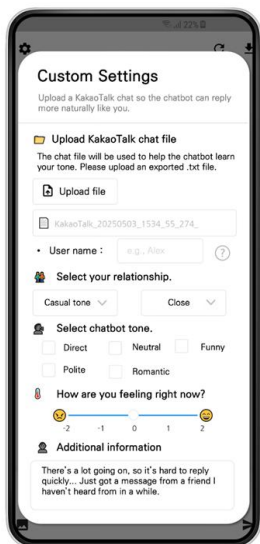 22%
Custom Settings
Upload a KakaoTalk chat so the chatbot can reply
more naturally like you.
Upload KakaoTalk chat file
The chat file will be used to help the chatbot learn
your tone. Please upload an exported .txt file.
Upload file
KakaoTalk_20250503_1534_55_274_
• User name : e.g., Alex ?
Select your relationship.
Casual tone Close
Select chatbot tone.
Direct Neutral Funny
Polite Romantic
How are you feeling right now?
-2 -1 0 1 2
Additional information
There's a lot going on, so it's hard to reply
quickly... Just got a message from a friend I
haven't heard from in a while.